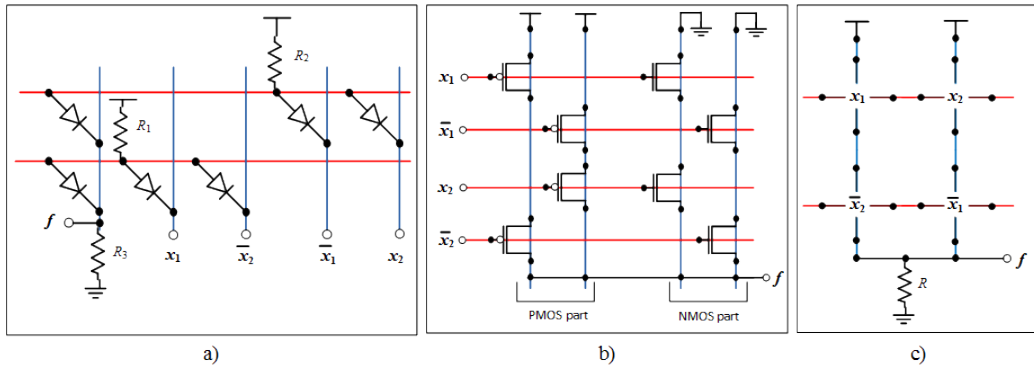 R₂
R₁
f
R₃
x₁
x̄₂
x̄₁
x₂
a)
x₁
x̄₁
x₂
x̄₂
f
PMOS part
NMOS part
b)
x₁ x₂
x̄₂ x̄₁
f
R
c)